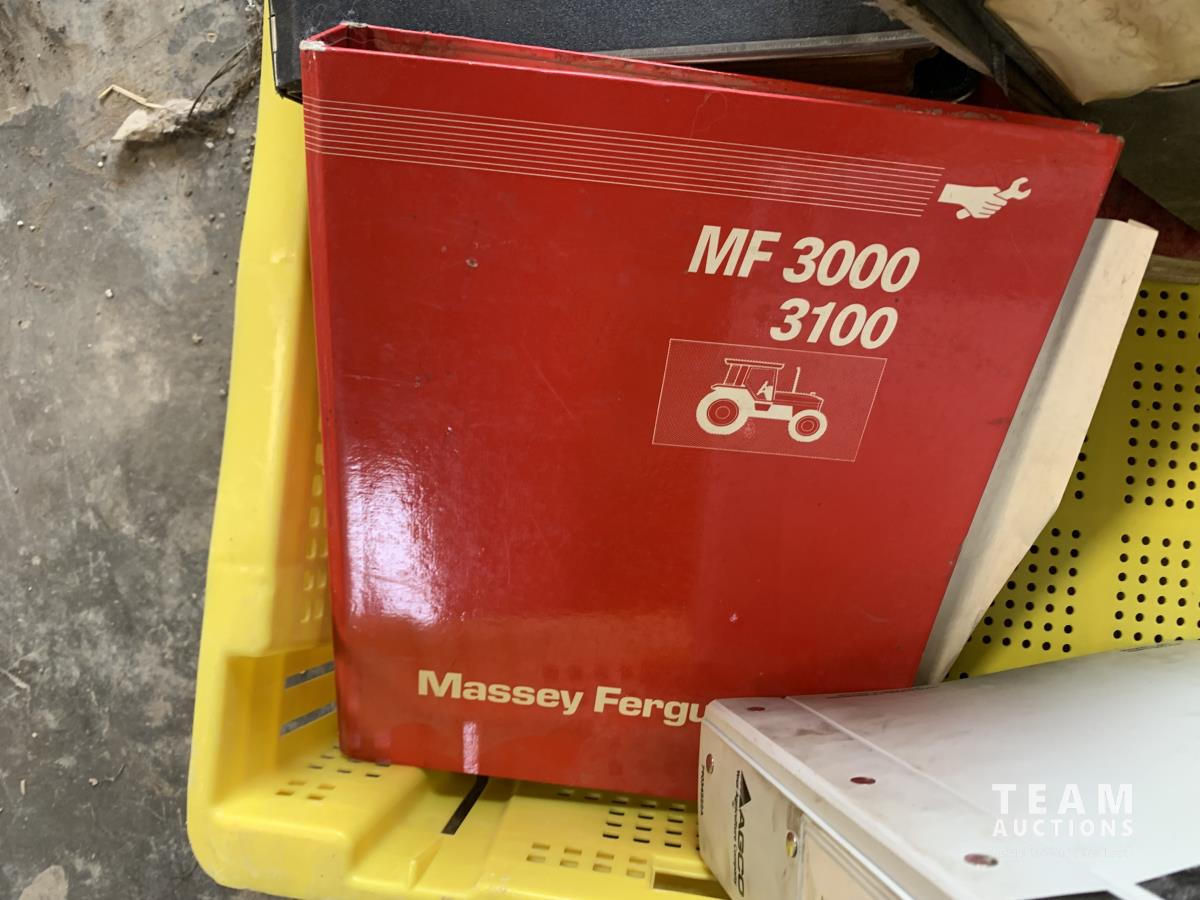 MF 3000
3100
Massey Fergu
AGCO
TEAM
AUCTIONS